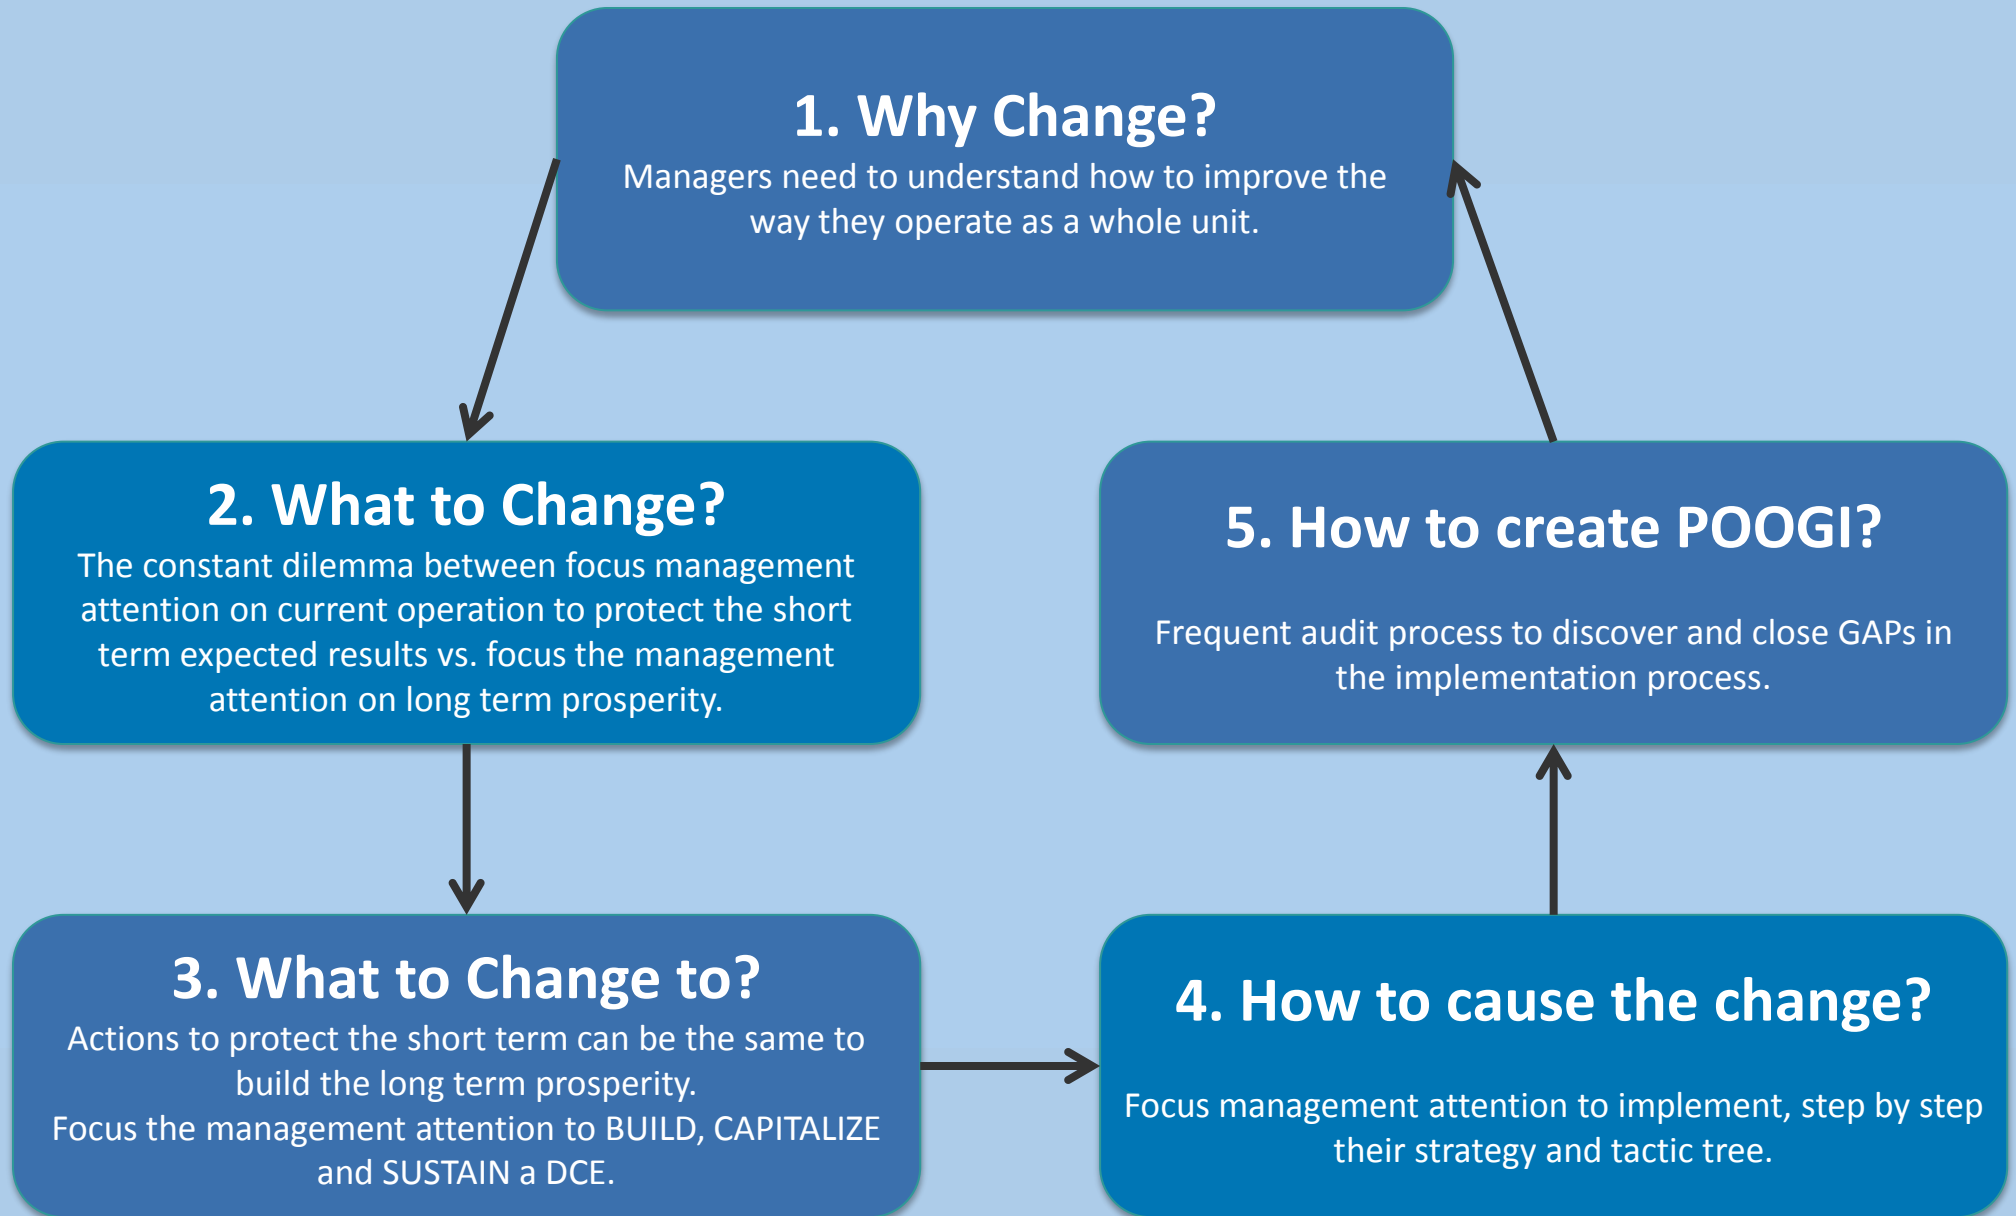 1. Why Change?
Managers need to understand how to improve the
way they operate as a whole unit.
2. What to Change?
The constant dilemma between focus management
attention on current operation to protect the short
term expected results vs. focus the management
attention on long term prosperity.
3. What to Change to?
Actions to protect the short term can be the same to
build the long term prosperity.
Focus the management attention to BUILD, CAPITALIZE
and SUSTAIN a DCE.
4. How to cause the change?
Focus management attention to implement, step by step
their strategy and tactic tree.
5. How to create POOGI?
Frequent audit process to discover and close GAPs in
the implementation process.